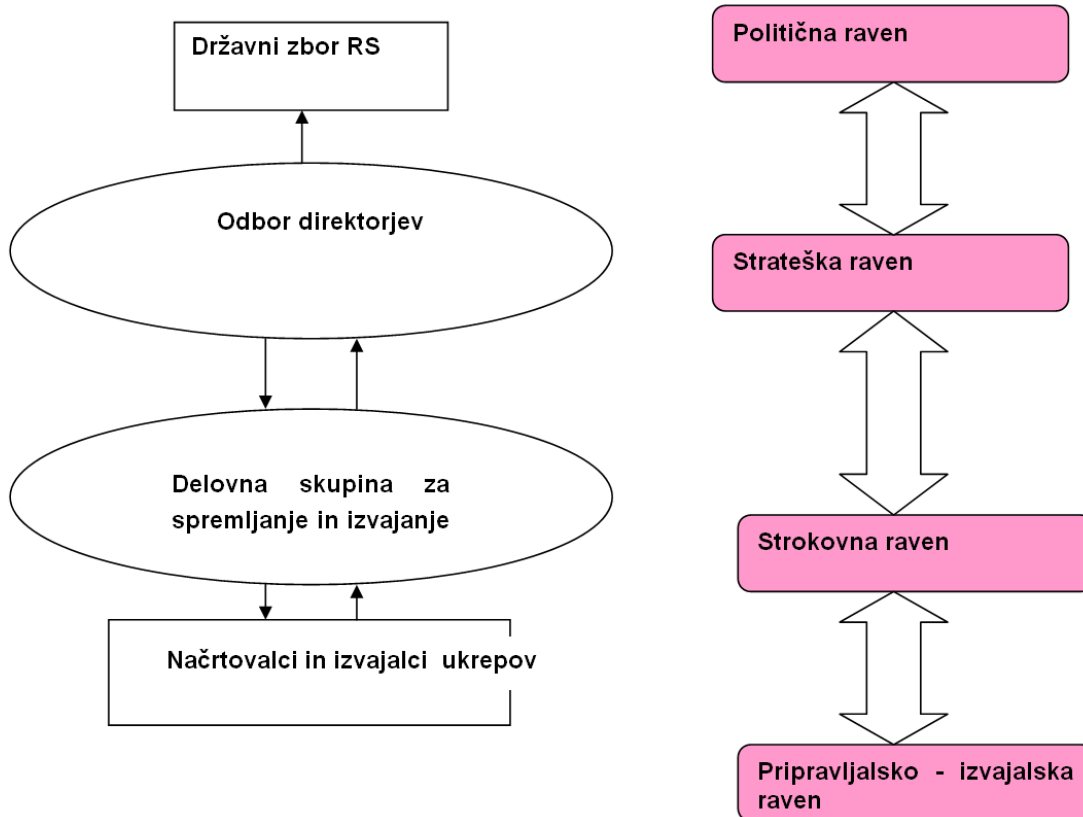 Državni zbor RS
Politična raven
Odbor direktorjev
Strateška raven
Delovna skupina za
spremljanje in izvajanje
Strokovna raven
Načrtovalci in izvajalci ukrepov
Pripravljalsko - izvajalska
raven